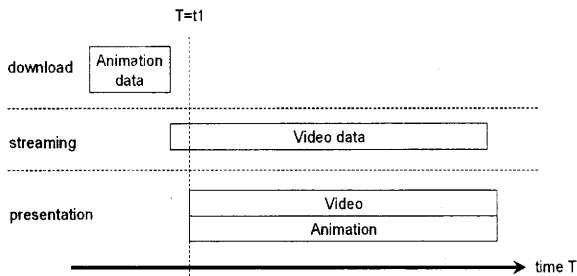 T=t1
download
Animation
data
streaming
Video data
presentation
Video
Animation
time T